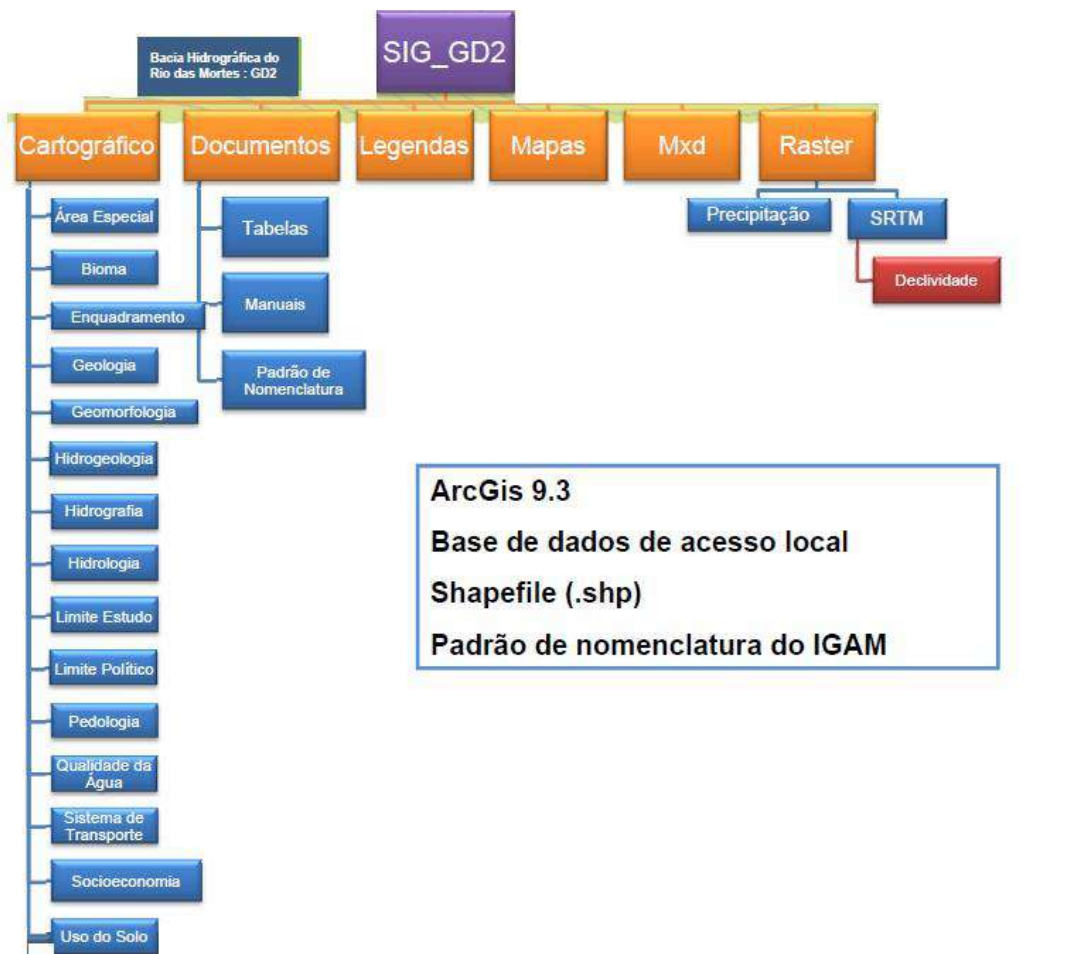 Bacia Hidrográfica do
Rio das Mortes : GD2
SIG_GD2
Cartográfico
Documentos
Legendas
Mapas
Mxd
Raster
Área Especial
Bioma
Enquadramento
Geologia
Geomorfologia
Hidrogeologia
Hidrografia
Hidrologia
Limite Estudo
Limite Político
Pedologia
Qualidade da
Água
Sistema de
Transporte
Socioeconomia
Uso do Solo
Tabelas
Manuais
Padrão de
Nomenclatura
Precipitação
SRTM
Declividade
ArcGis 9.3
Base de dados de acesso local
Shapefile (.shp)
Padrão de nomenclatura do IGAM